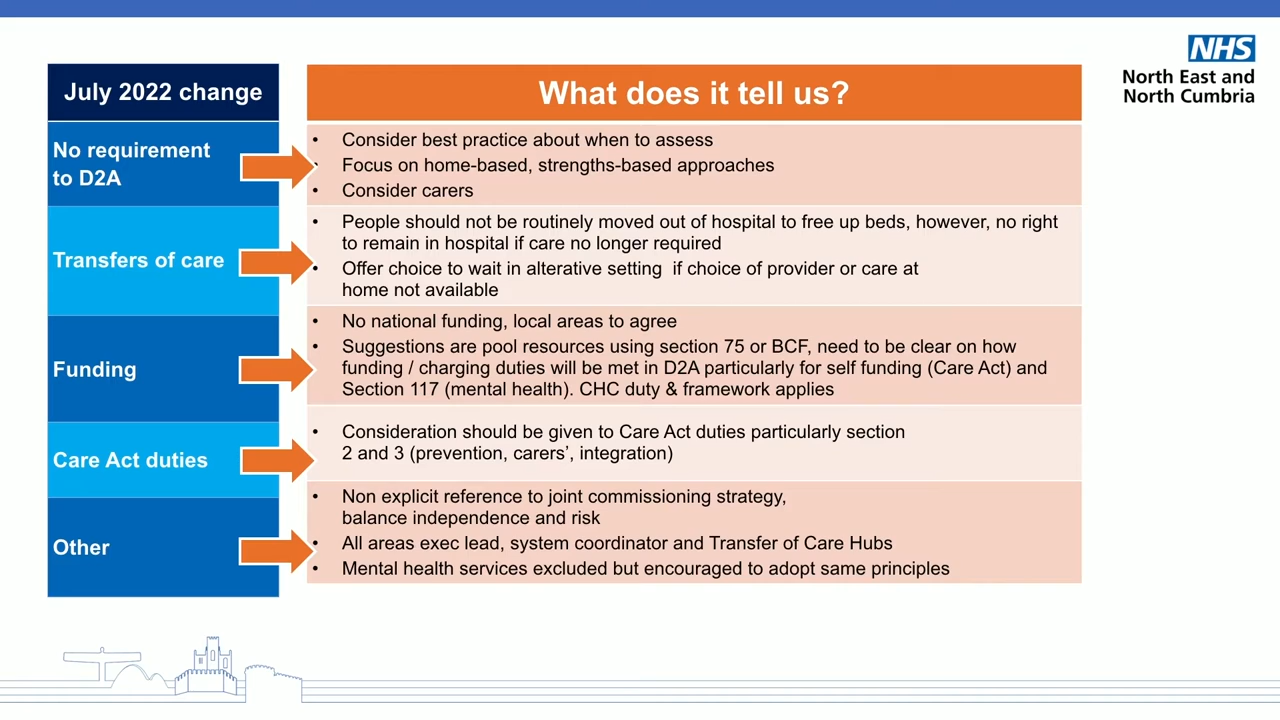 NHS
North East and
North Cumbria
July 2022 change
What does it tell us?
No requirement
to D2A
• Consider best practice about when to assess
• Focus on home-based, strengths-based approaches
• Consider carers
Transfers of care
• People should not be routinely moved out of hospital to free up beds, however, no right
to remain in hospital if care no longer required
• Offer choice to wait in alterative setting if choice of provider or care at
home not available
Funding
• No national funding, local areas to agree
• Suggestions are pool resources using section 75 or BCF, need to be clear on how
funding / charging duties will be met in D2A particularly for self funding (Care Act) and
Section 117 (mental health). CHC duty & framework applies
Care Act duties
• Consideration should be given to Care Act duties particularly section
2 and 3 (prevention, carers’, integration)
Other
• Non explicit reference to joint commissioning strategy,
balance independence and risk
• All areas exec lead, system coordinator and Transfer of Care Hubs
• Mental health services excluded but encouraged to adopt same principles